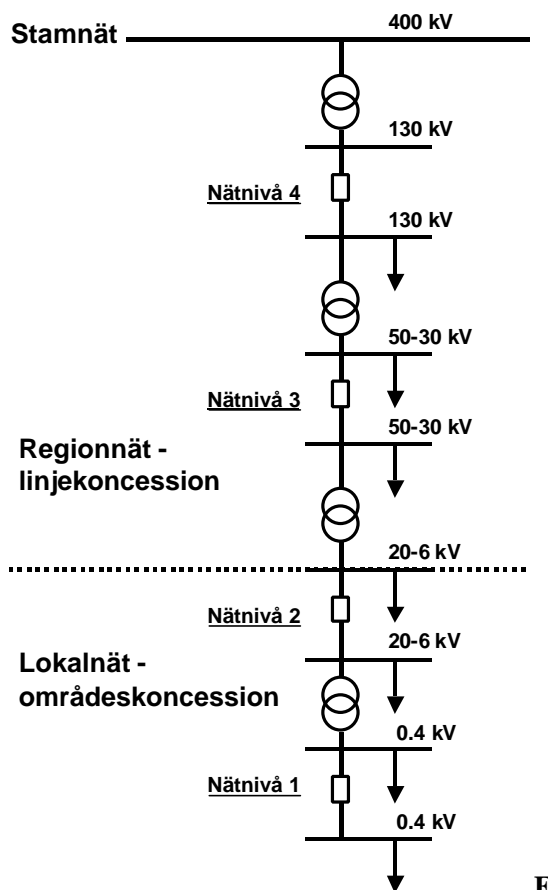 Stamnät
400 kV
130 kV
Nätnivå 4
130 kV
50-30 kV
Nätnivå 3
50-30 kV
Regionnät -
linjekoncession
20-6 kV
Nätnivå 2
20-6 kV
Lokalnät -
områdeskoncession
0.4 kV
Nätnivå 1
0.4 kV